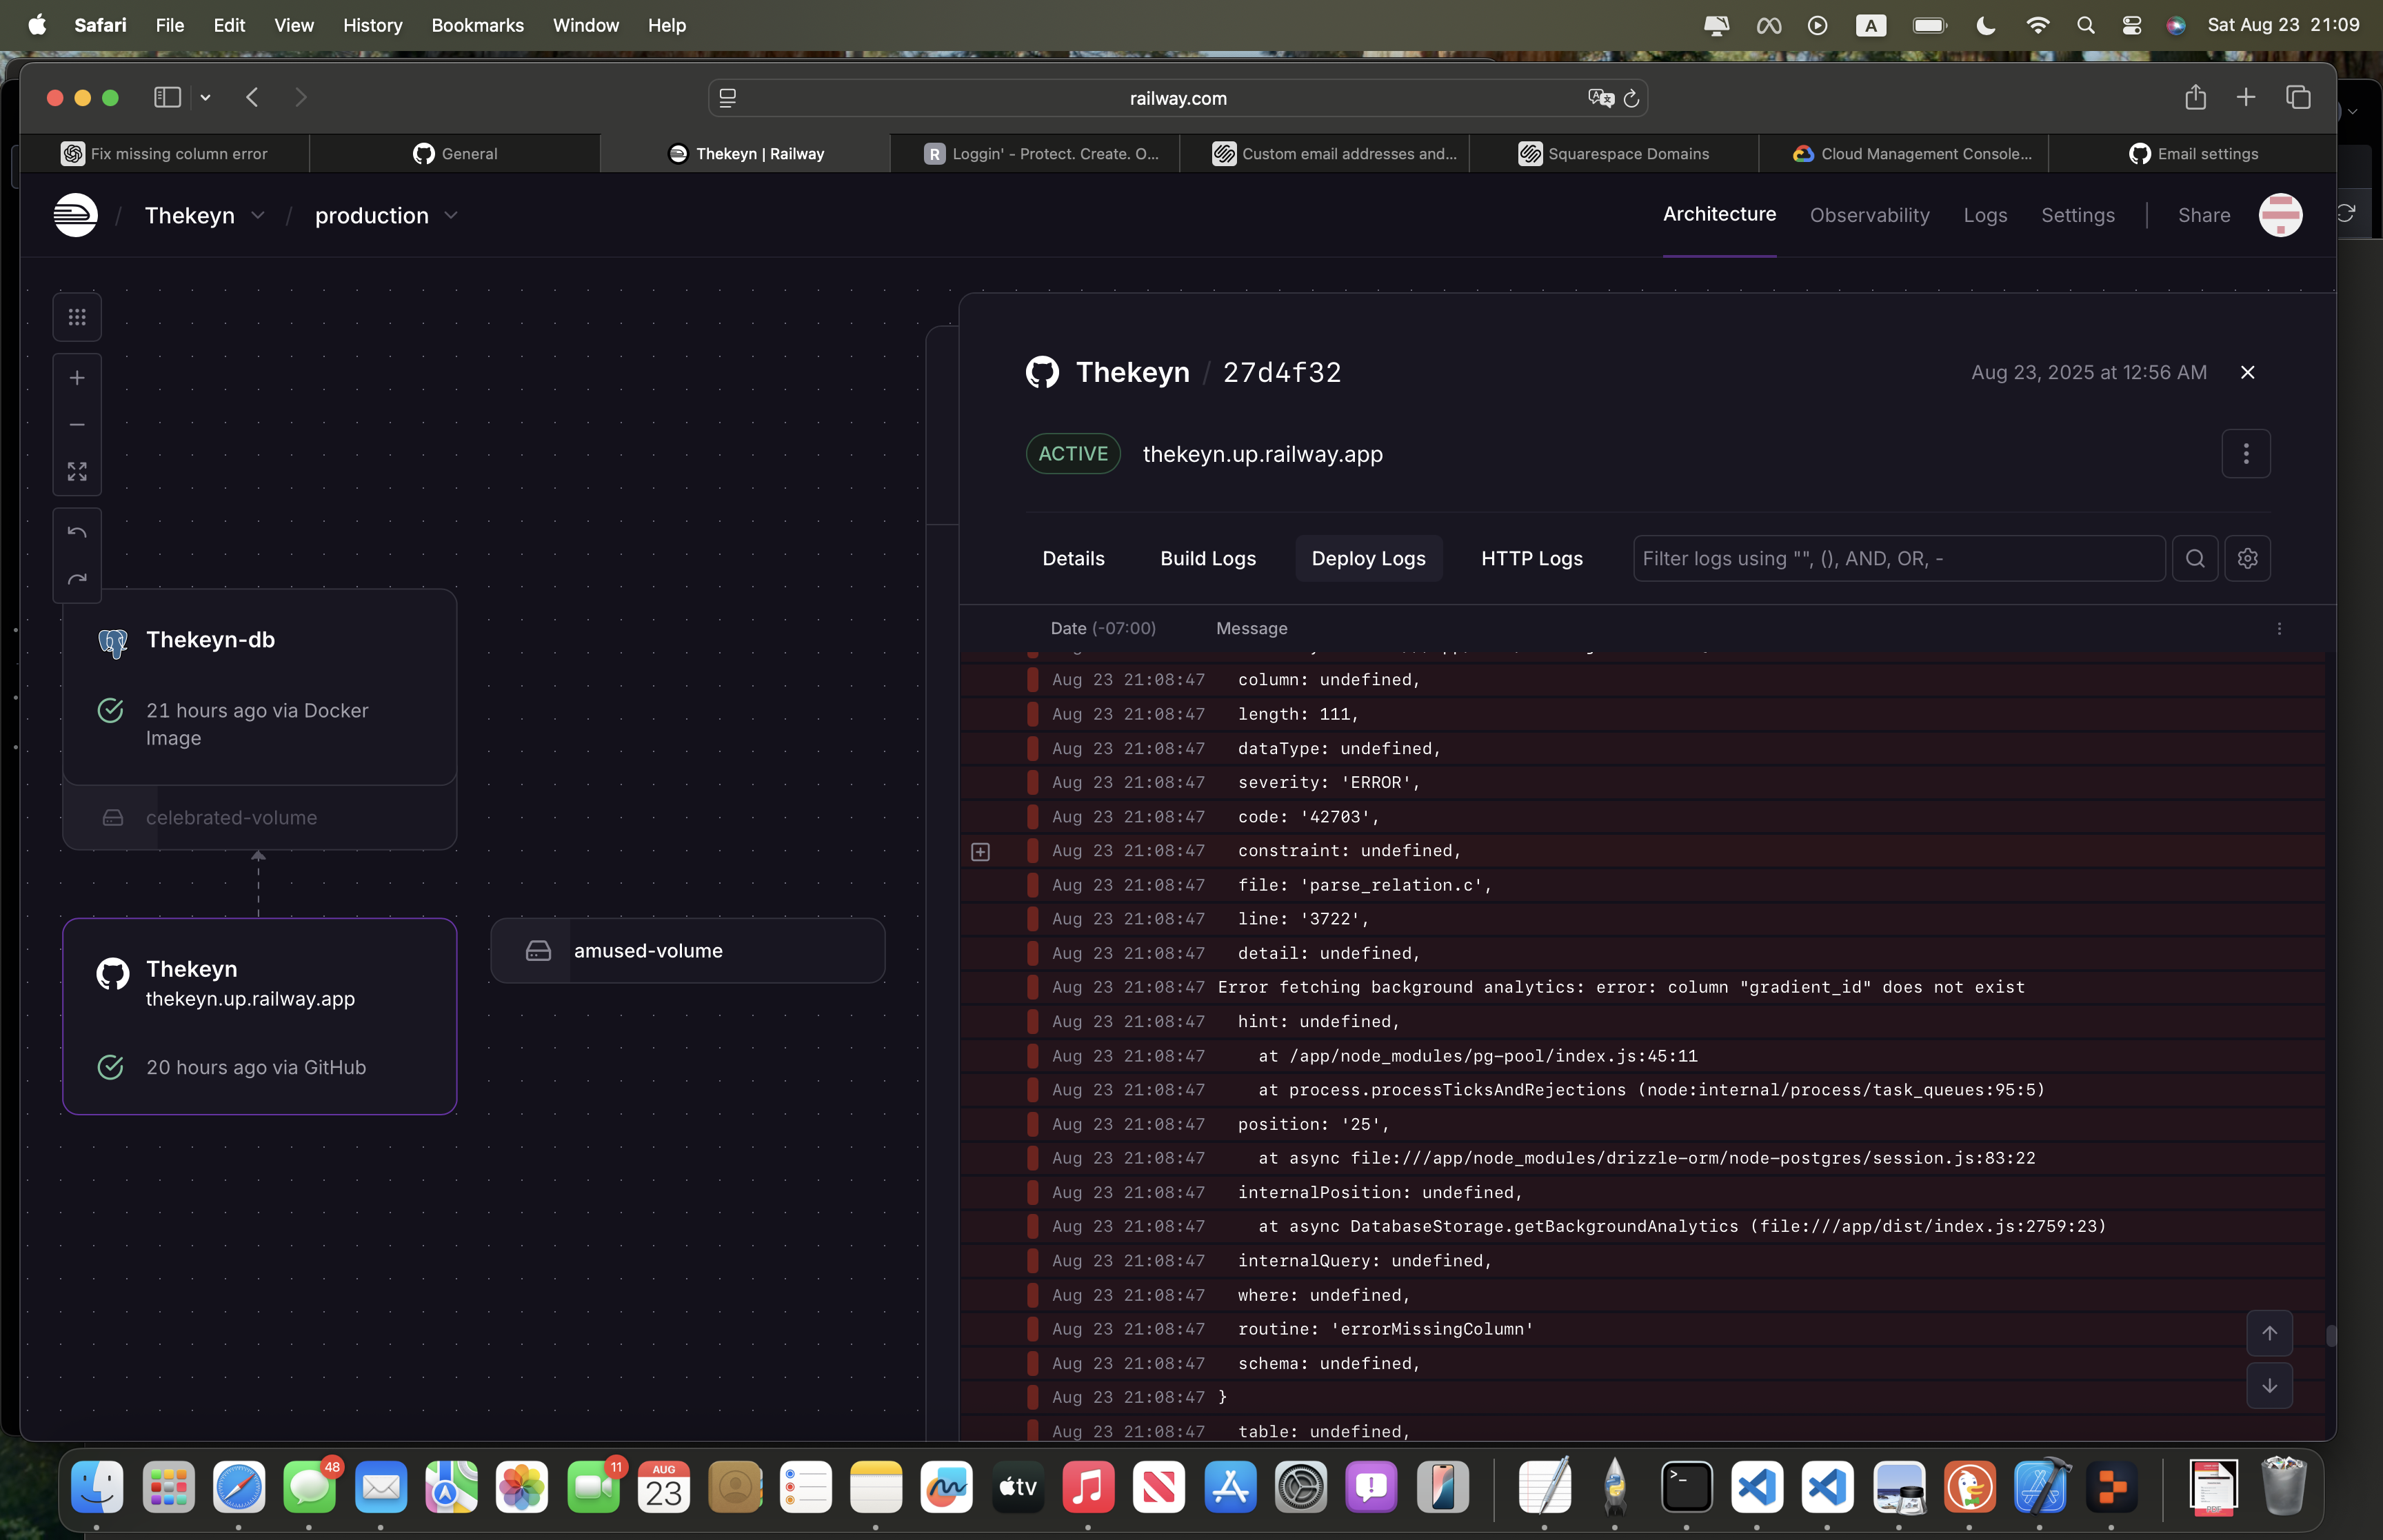 Safari File Edit View History Bookmarks Window Help A Sat Aug 23 21:09
railway.com
Fix missing column error
General
Thekeyn | Railway
R Loggin' - Protect. Create. O...
Custom email addresses and...
Squarespace Domains
Cloud Management Console...
Email settings
/ Thekeyn / production
Architecture Observability Logs Settings | Share
Thekeyn-db
21 hours ago via Docker
Image
celebrated-volume
Thekeyn
thekeyn.up.railway.app
20 hours ago via GitHub
amused-volume
Thekeyn / 27d4f32
Aug 23, 2025 at 12:56 AM
ACTIVE thekeyn.up.railway.app
Details Build Logs Deploy Logs HTTP Logs Filter logs using "", (), AND, OR, -
Date (-07:00) Message
Aug 23 21:08:47 column: undefined,
Aug 23 21:08:47 length: 111,
Aug 23 21:08:47 dataType: undefined,
Aug 23 21:08:47 severity: 'ERROR',
Aug 23 21:08:47 code: '42703',
Aug 23 21:08:47 constraint: undefined,
Aug 23 21:08:47 file: 'parse_relation.c',
Aug 23 21:08:47 line: '3722',
Aug 23 21:08:47 detail: undefined,
Aug 23 21:08:47 Error fetching background analytics: error: column "gradient_id" does not exist
Aug 23 21:08:47 hint: undefined,
Aug 23 21:08:47 at /app/node_modules/pg-pool/index.js:45:11
Aug 23 21:08:47 at process.processTicksAndRejections (node:internal/process/task_queues:95:5)
Aug 23 21:08:47 position: '25',
Aug 23 21:08:47 at async file:///app/node_modules/drizzle-orm/node-postgres/session.js:83:22
Aug 23 21:08:47 internalPosition: undefined,
Aug 23 21:08:47 at async DatabaseStorage.getBackgroundAnalytics (file:///app/dist/index.js:2759:23)
Aug 23 21:08:47 internalQuery: undefined,
Aug 23 21:08:47 where: undefined,
Aug 23 21:08:47 routine: 'errorMissingColumn'
Aug 23 21:08:47 schema: undefined,
Aug 23 21:08:47 }
Aug 23 21:08:47 table: undefined,
48
11
AUG
23
tv